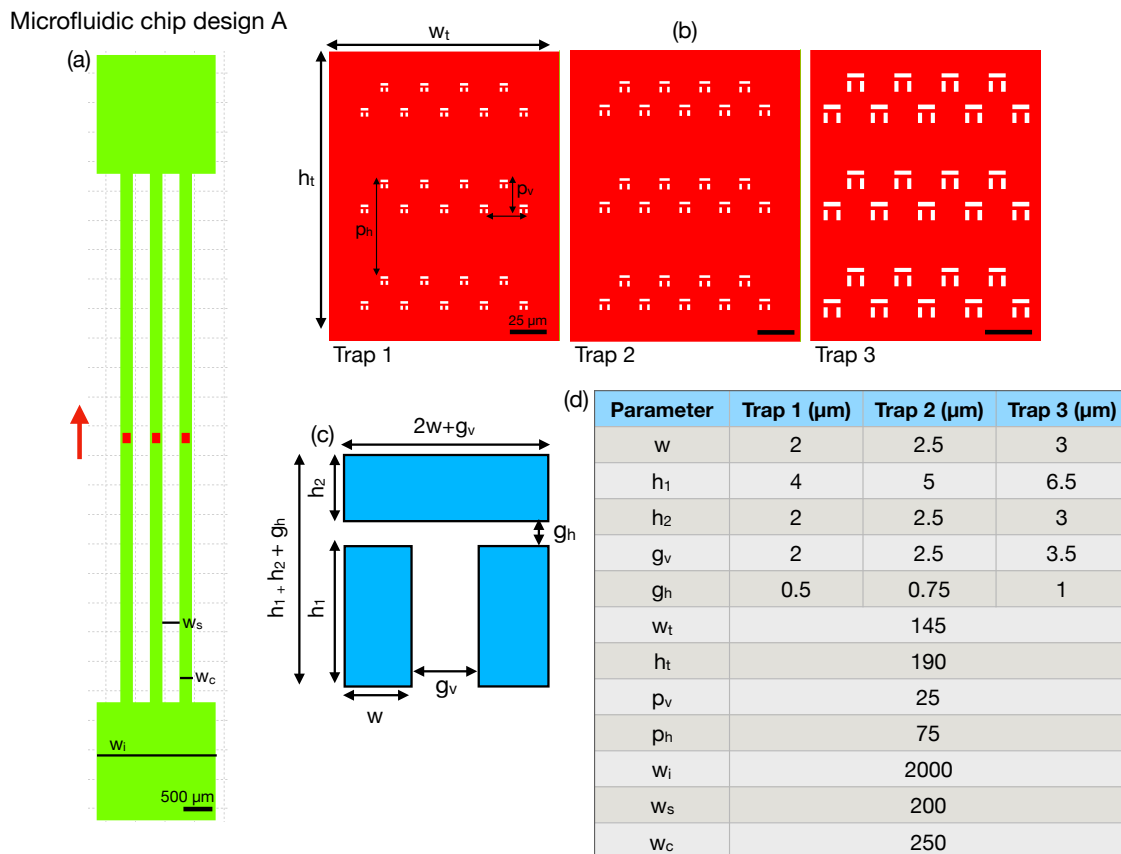 Microfluidic chip design A
(a)
wₛ
w_c
wᵢ
500 µm
(b)
wₜ
hₜ
pᵥ
pₕ
25 µm
Trap 1
Trap 2
Trap 3
(c)
2w+gᵥ
h₂
gₕ
h₁ + h₂ + gₕ
h₁
gᵥ
w
(d)
Parameter Trap 1 (µm) Trap 2 (µm) Trap 3 (µm)
w 2 2.5 3
h₁ 4 5 6.5
h₂ 2 2.5 3
gᵥ 2 2.5 3.5
gₕ 0.5 0.75 1
wₜ 145
hₜ 190
pᵥ 25
pₕ 75
wᵢ 2000
wₛ 200
w_c 250